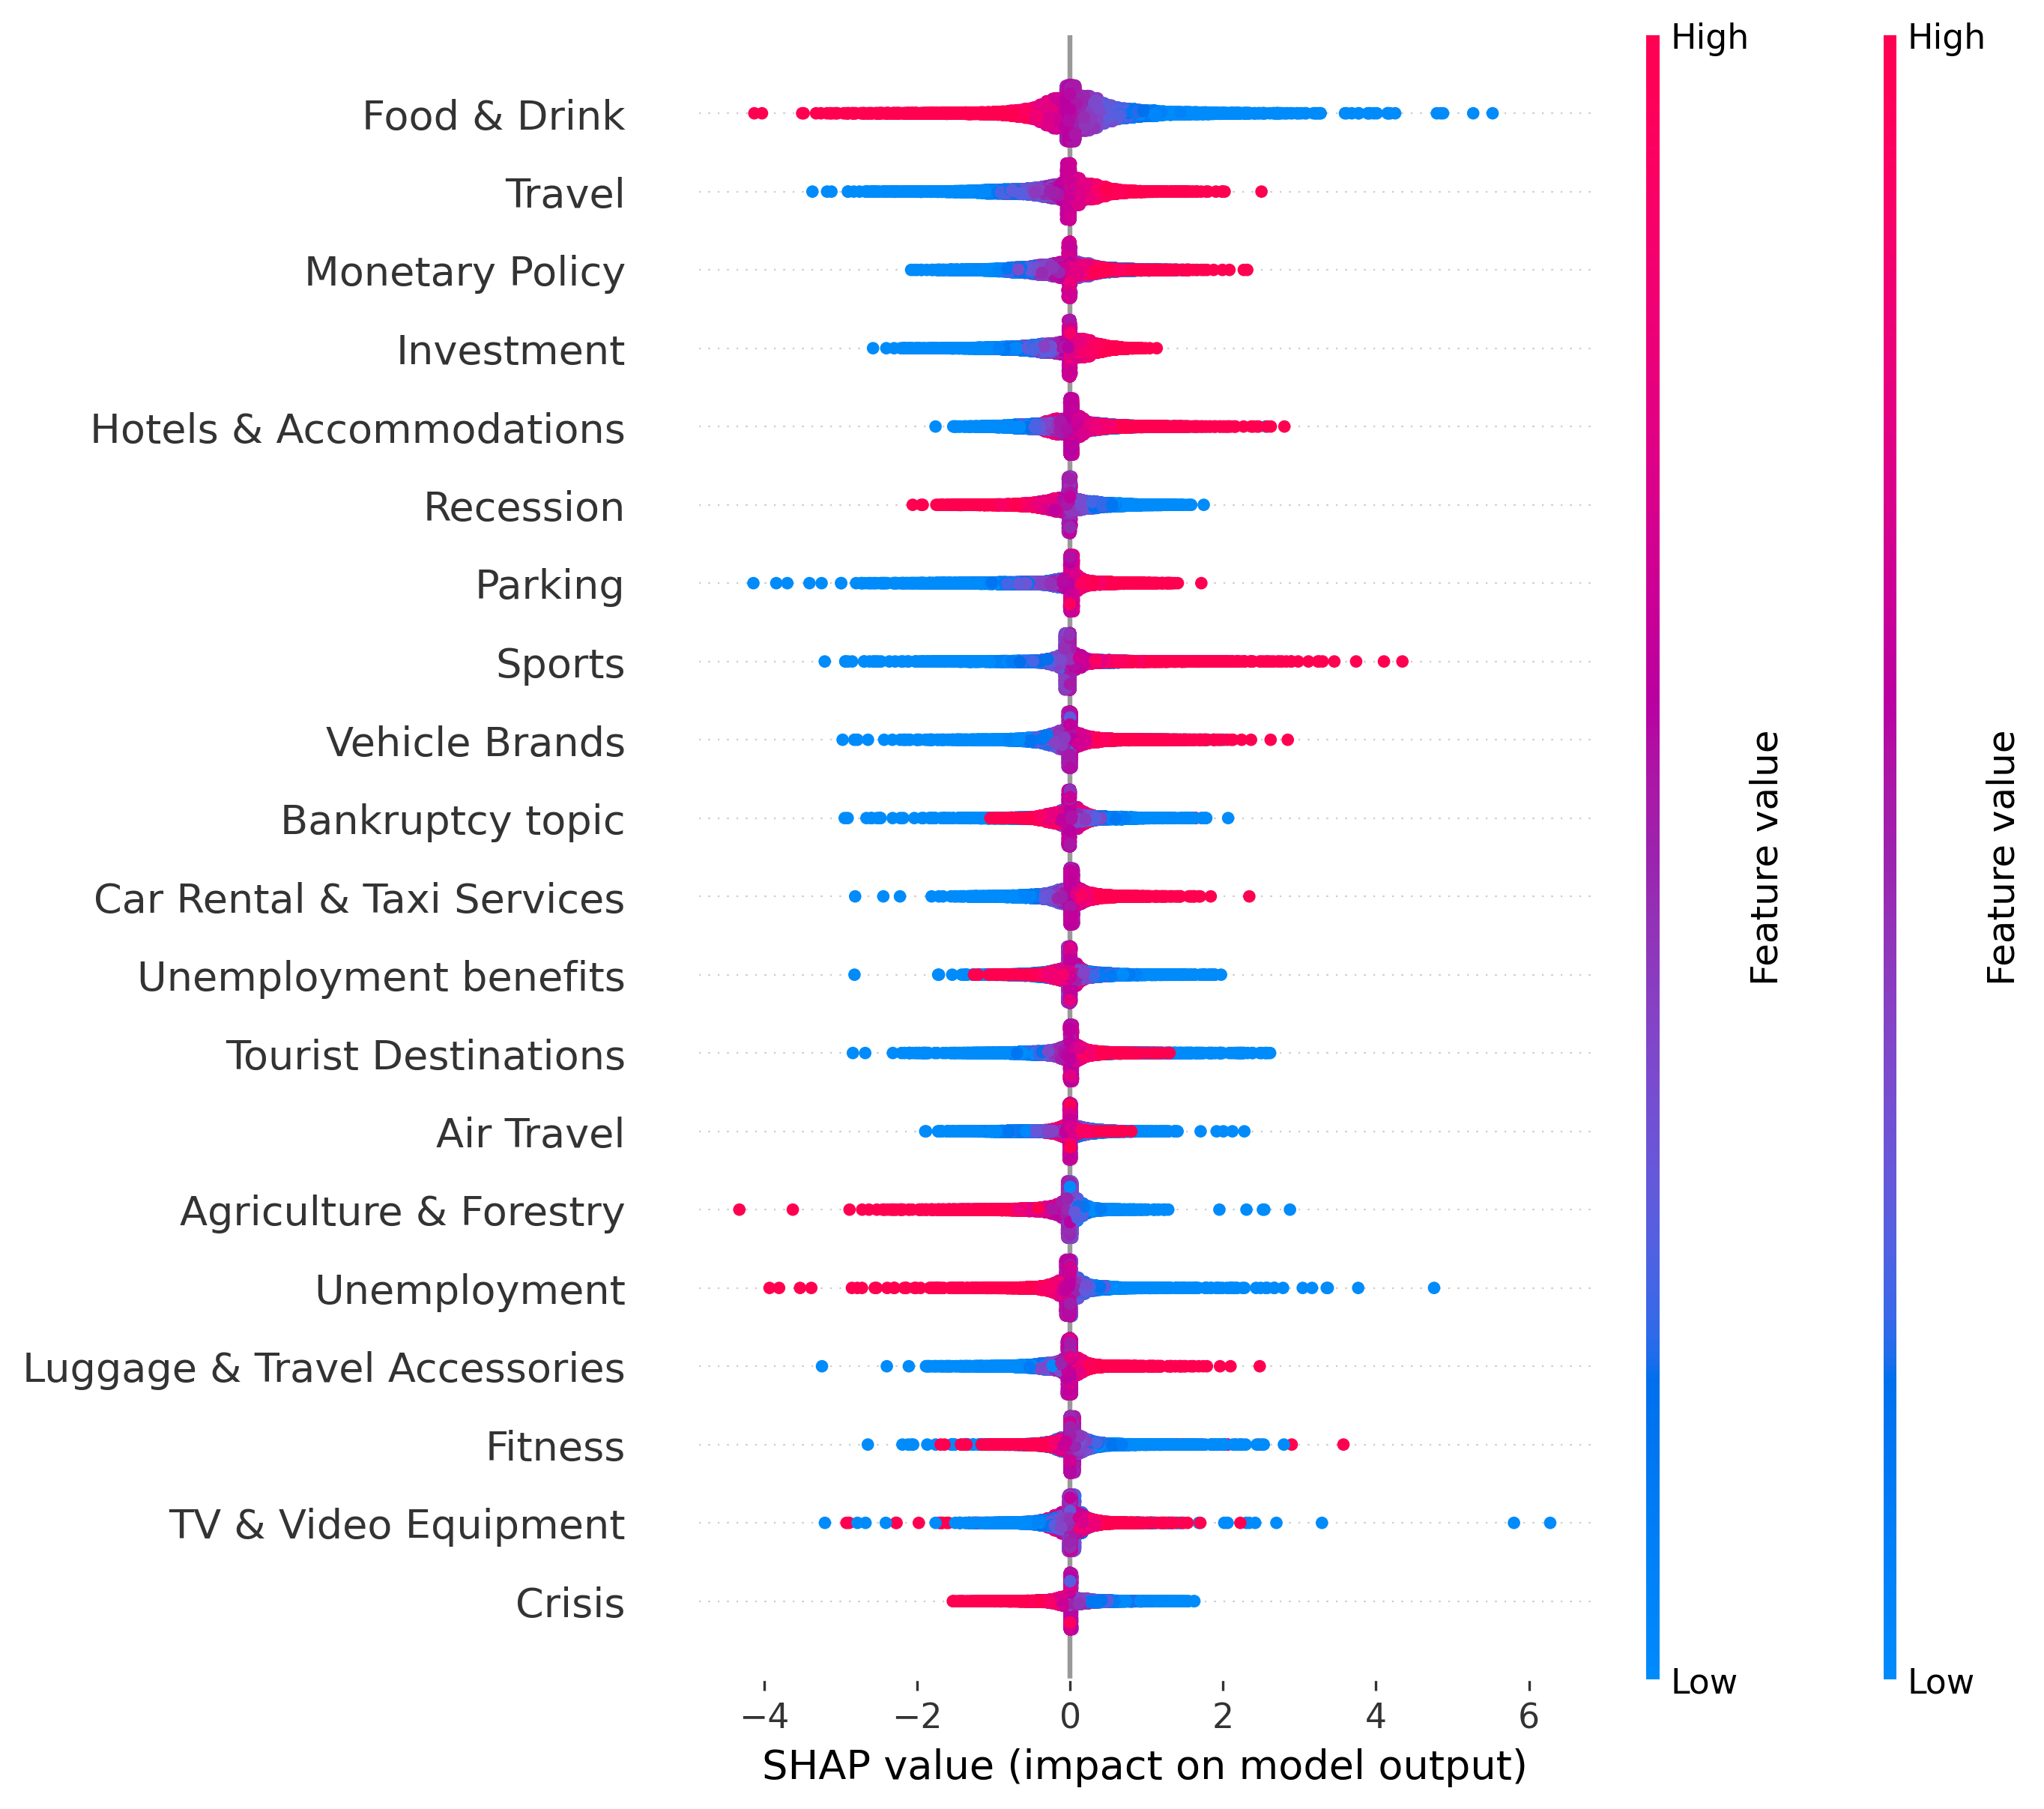 High
High
Food & Drink
Travel
Monetary Policy
Investment
Hotels & Accommodations
Recession
Parking
Sports
Vehicle Brands
Bankruptcy topic
Car Rental & Taxi Services
Unemployment benefits
Tourist Destinations
Air Travel
Agriculture & Forestry
Unemployment
Luggage & Travel Accessories
Fitness
TV & Video Equipment
Crisis
Feature value
Feature value
Low
Low
−4
−2
0
2
4
6
SHAP value (impact on model output)